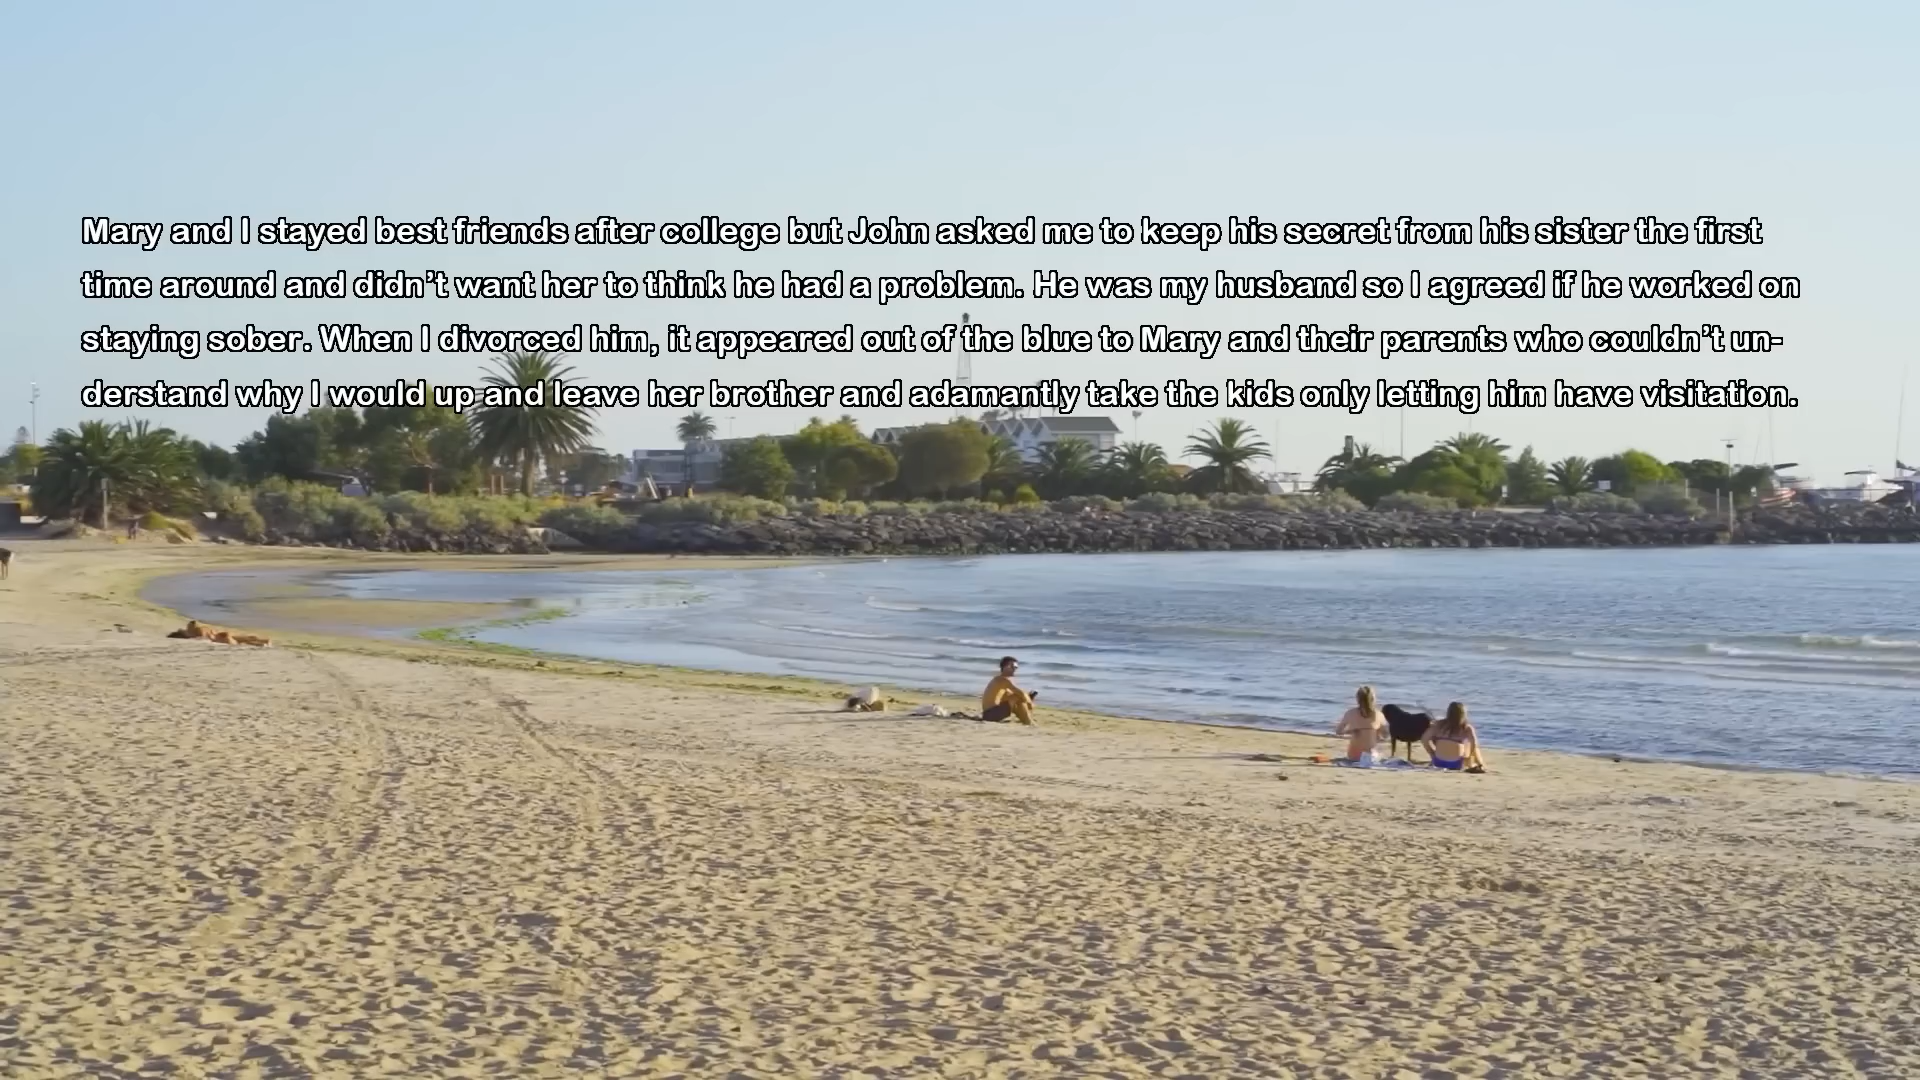 Mary and I stayed best friends after college but John asked me to keep his secret from his sister the first
time around and didn’t want her to think he had a problem. He was my husband so I agreed if he worked on
staying sober. When I divorced him, it appeared out of the blue to Mary and their parents who couldn’t un-
derstand why I would up and leave her brother and adamantly take the kids only letting him have visitation.